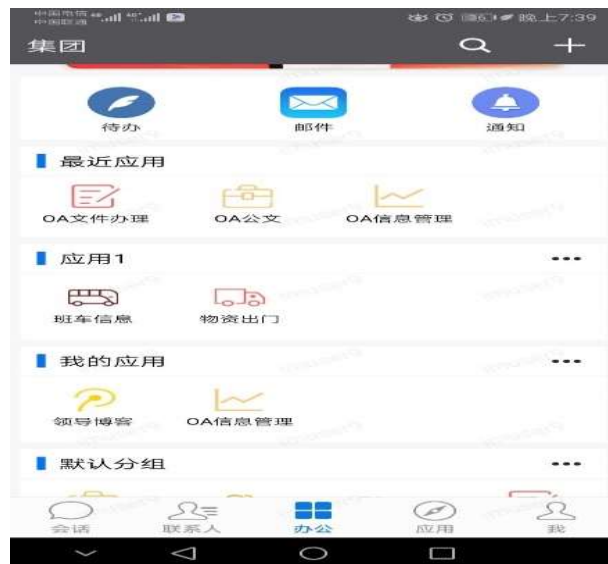 中国电信
中国联通
晚上7:39
集团
待办 邮件 通知
最近应用
OA文件办理 OA公文 OA信息管理
应用1
班车信息 物资出门
我的应用
领导博客 OA信息管理
默认分组
会话 联系人 办公 应用 我